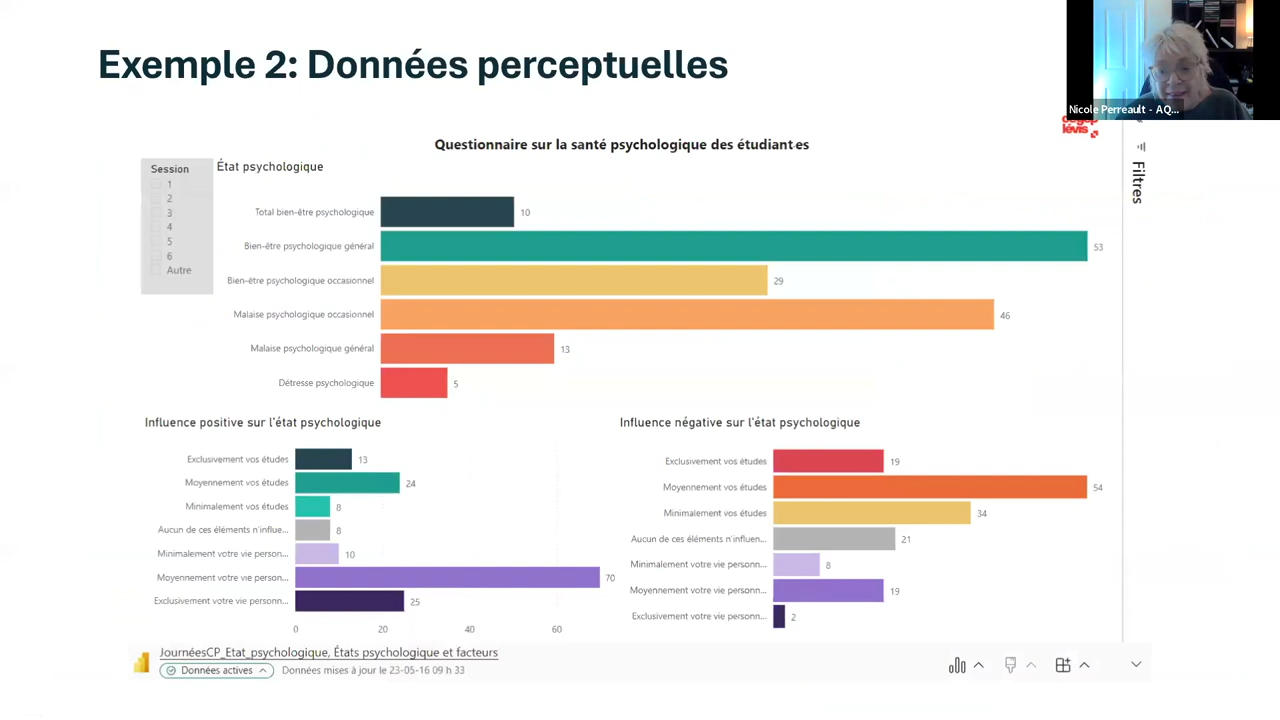 Exemple 2: Données perceptuelles
Nicole Perreault - AQ...
cégep
lévis
Filtres
Questionnaire sur la santé psychologique des étudiant·es
Session
1
2
3
4
5
6
Autre
État psychologique
Total bien-être psychologique 10
Bien-être psychologique général 53
Bien-être psychologique occasionnel 29
Malaise psychologique occasionnel 46
Malaise psychologique général 13
Détresse psychologique 5
Influence positive sur l'état psychologique
Exclusivement vos études 13
Moyennement vos études 24
Minimalement vos études 8
Aucun de ces éléments n'influe... 8
Minimalement votre vie person... 10
Moyennement votre vie person... 70
Exclusivement votre vie personn... 25
0 20 40 60
Influence négative sur l'état psychologique
Exclusivement vos études 19
Moyennement vos études 54
Minimalement vos études 34
Aucun de ces éléments n'influen... 21
Minimalement votre vie personn... 8
Moyennement votre vie personn... 19
Exclusivement votre vie personn... 2
JournéesCP_Etat_psychologique, États psychologique et facteurs
Données actives
Données mises à jour le 23-05-16 09 h 33